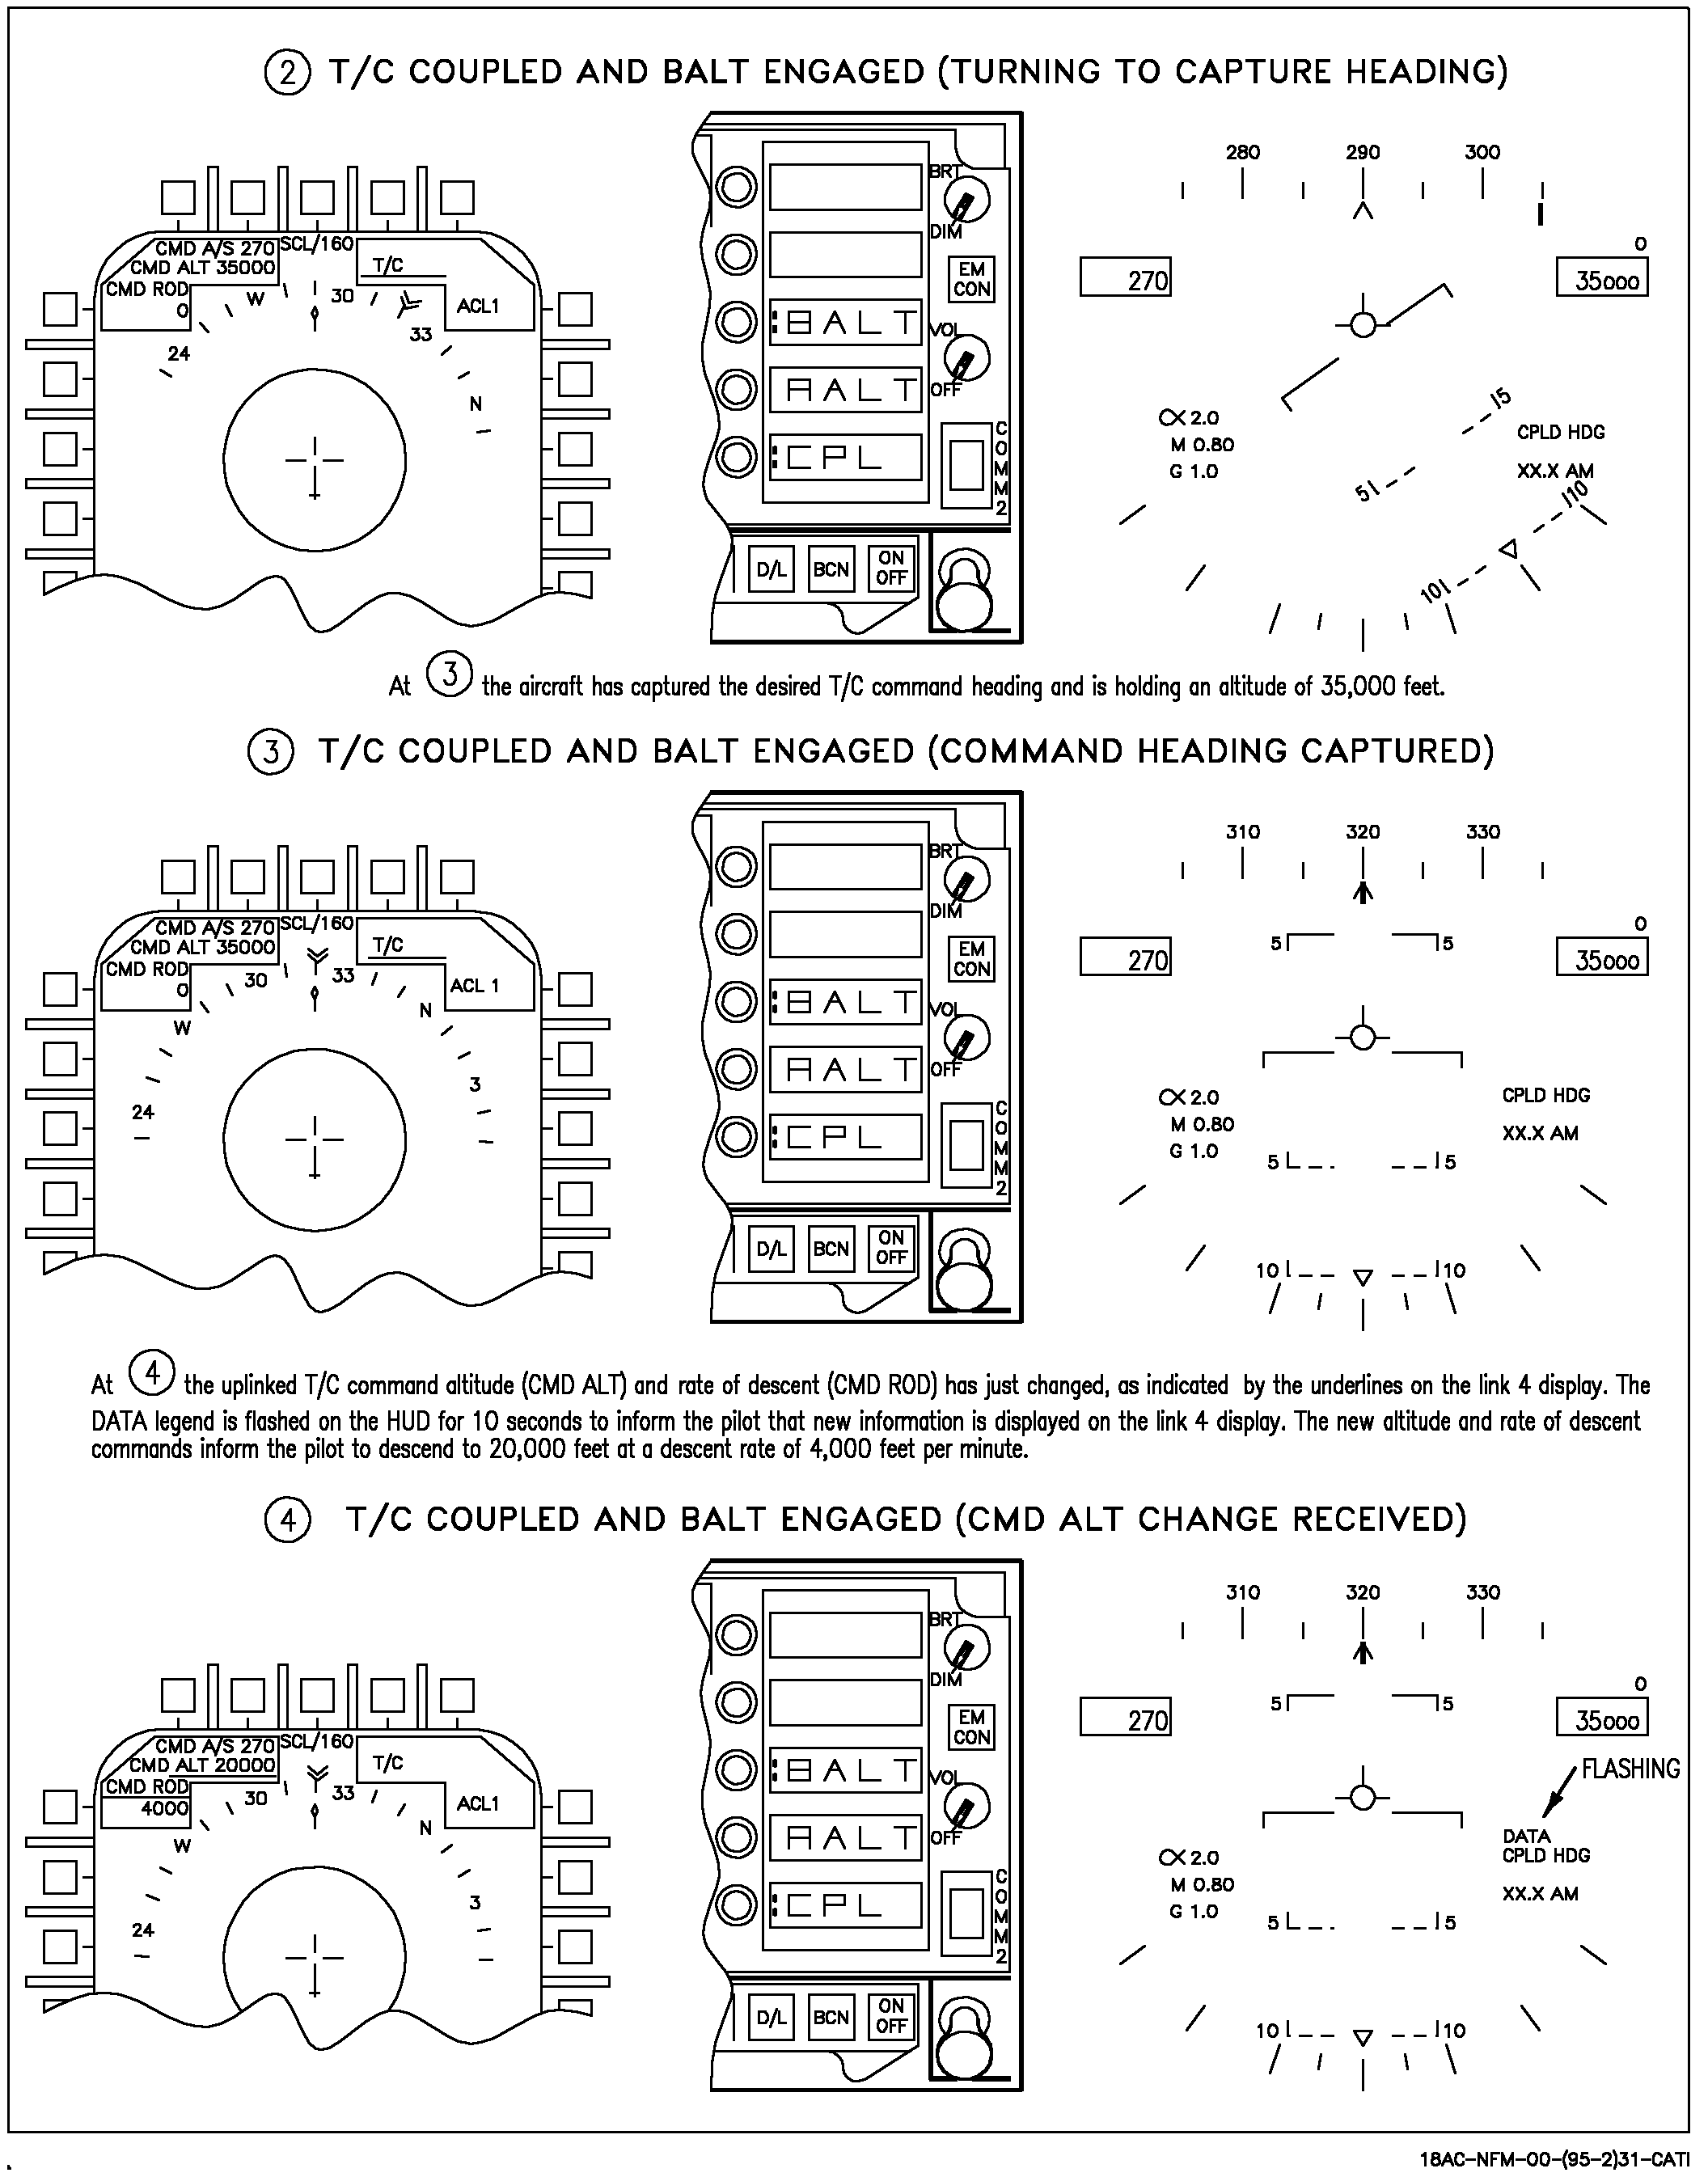 2 T/C COUPLED AND BALT ENGAGED (TURNING TO CAPTURE HEADING)
CMD A/S 270
CMD ALT 35000
CMD ROD
0
SCL/160
T/C
ACL1
24
W
30
33
N
BRT
DIM
EM
CON
BALT
VOL
AALT
OFF
CPL
COMM2
D/L
BCN
ON
OFF
280 290 300
270
0
35000
α 2.0
M 0.80
G 1.0
15
5
CPLD HDG
XX.X AM
10
10
At 3 the aircraft has captured the desired T/C command heading and is holding an altitude of 35,000 feet.
3 T/C COUPLED AND BALT ENGAGED (COMMAND HEADING CAPTURED)
CMD A/S 270
CMD ALT 35000
CMD ROD
0
SCL/160
T/C
ACL 1
24
W
30
33
N
3
BRT
DIM
EM
CON
BALT
VOL
AALT
OFF
CPL
COMM2
D/L
BCN
ON
OFF
310 320 330
5 5
270
0
35000
α 2.0
M 0.80
G 1.0
CPLD HDG
XX.X AM
5 5
10 10
At 4 the uplinked T/C command altitude (CMD ALT) and rate of descent (CMD ROD) has just changed, as indicated by the underlines on the link 4 display. The
DATA legend is flashed on the HUD for 10 seconds to inform the pilot that new information is displayed on the link 4 display. The new altitude and rate of descent
commands inform the pilot to descend to 20,000 feet at a descent rate of 4,000 feet per minute.
4 T/C COUPLED AND BALT ENGAGED (CMD ALT CHANGE RECEIVED)
CMD A/S 270
CMD ALT 20000
CMD ROD
4000
SCL/160
T/C
ACL1
24
W
30
33
N
3
BRT
DIM
EM
CON
BALT
VOL
AALT
OFF
CPL
COMM2
D/L
BCN
ON
OFF
310 320 330
5 5
270
0
35000
FLASHING
DATA
CPLD HDG
XX.X AM
α 2.0
M 0.80
G 1.0
5 5
10 10
18AC-NFM-00-(95-2)31-CATI